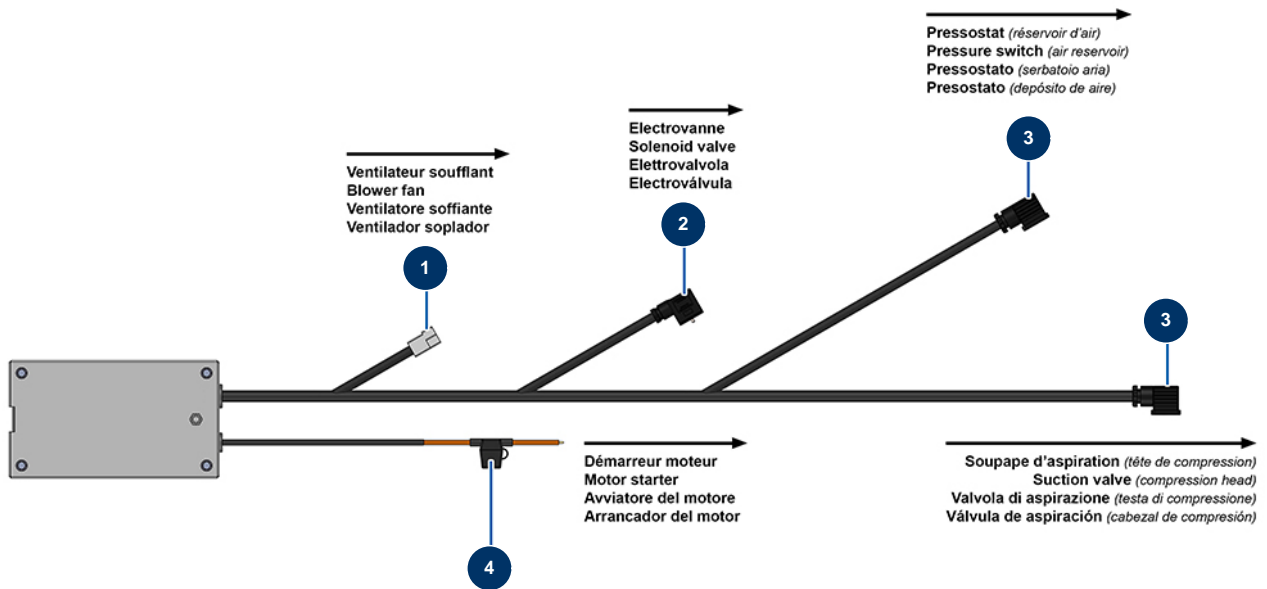 Pressostat (réservoir d'air)
Pressure switch (air reservoir)
Pressostato (serbatoio aria)
Presostato (depósito de aire)
3
Electrovanne
Solenoid valve
Elettrovalvola
Electroválvula
2
Ventilateur soufflant
Blower fan
Ventilatore soffiante
Ventilador soplador
1
3
Démarreur moteur
Motor starter
Avviatore del motore
Arrancador del motor
4
Soupape d'aspiration (tête de compression)
Suction valve (compression head)
Valvola di aspirazione (testa di compressione)
Válvula de aspiración (cabezal de compresión)